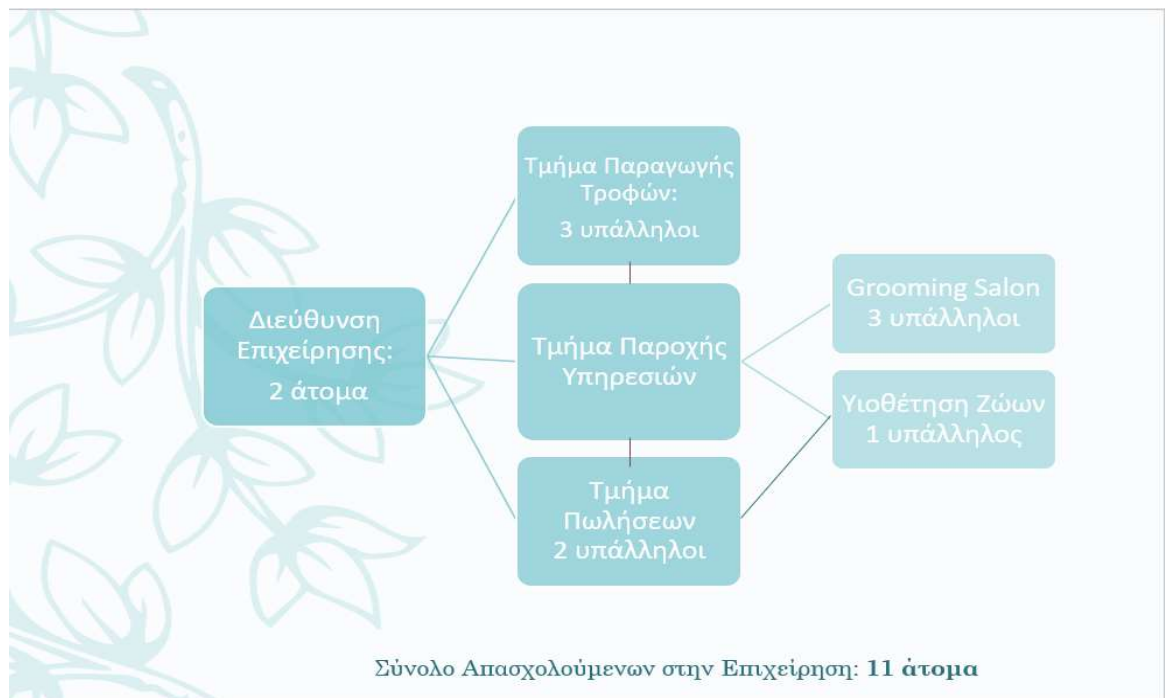 Τμήμα Παραγωγής
Τροφών:
3 υπάλληλοι
Διεύθυνση
Επιχείρησης:
2 άτομα
Τμήμα Παροχής
Υπηρεσιών
Grooming Salon
3 υπάλληλοι
Υιοθέτηση Ζώων
1 υπάλληλος
Τμήμα
Πωλήσεων
2 υπάλληλοι
Σύνολο Απασχολούμενων στην Επιχείρηση: 11 άτομα